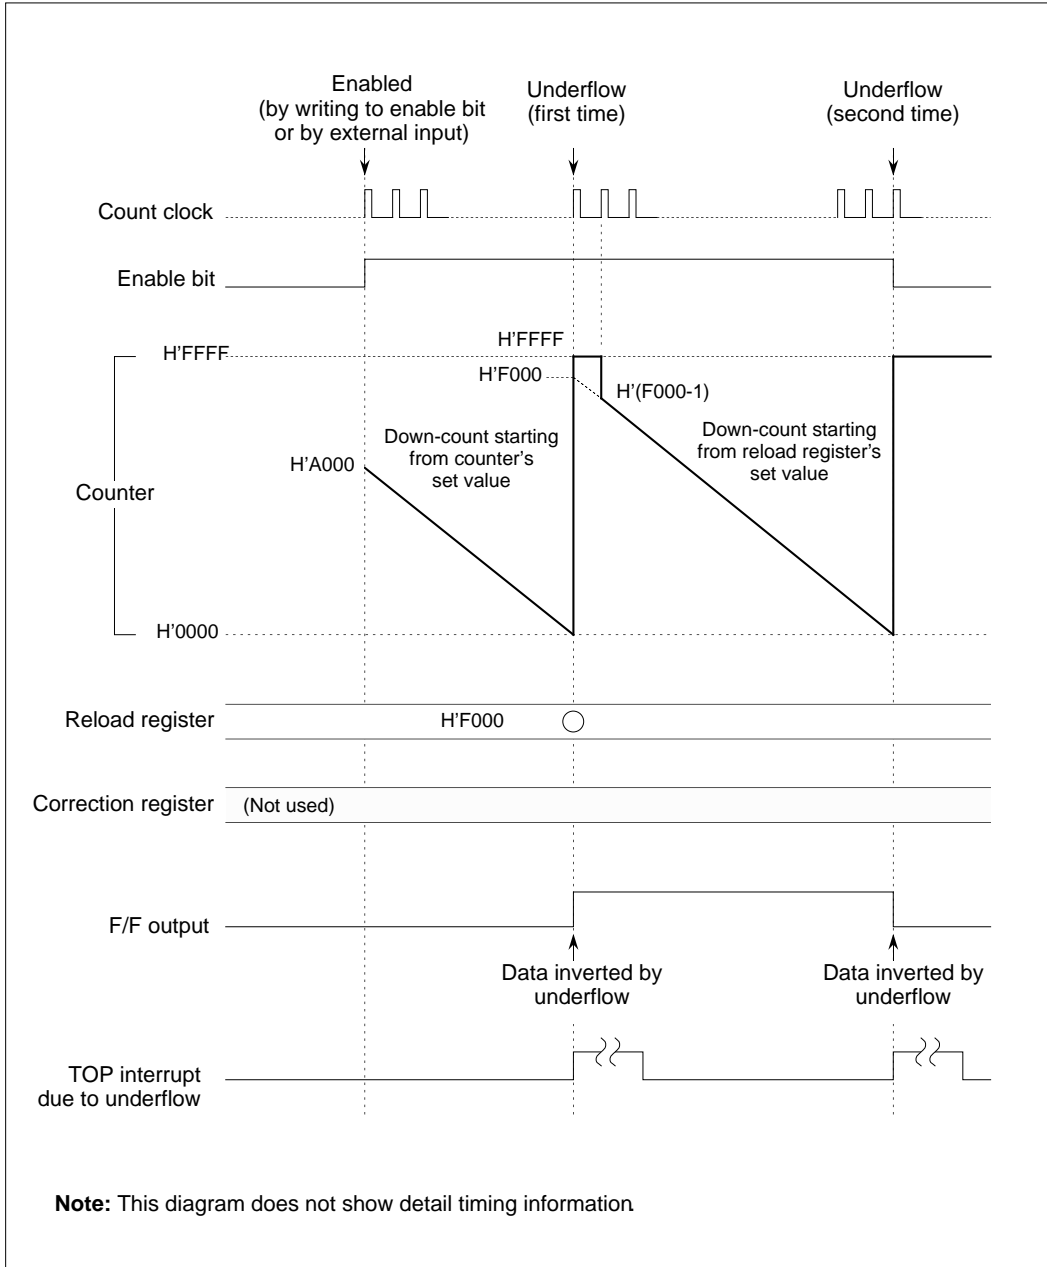 Enabled
(by writing to enable bit
or by external input)
Underflow
(first time)
Underflow
(second time)
Count clock
Enable bit
H'FFFF
H'FFFF
H'F000
H'(F000-1)
Down-count starting
from counter's
set value
Down-count starting
from reload register's
set value
H'A000
Counter
H'0000
Reload register
H'F000
Correction register
(Not used)
F/F output
Data inverted by
underflow
Data inverted by
underflow
TOP interrupt
due to underflow
Note: This diagram does not show detail timing information.